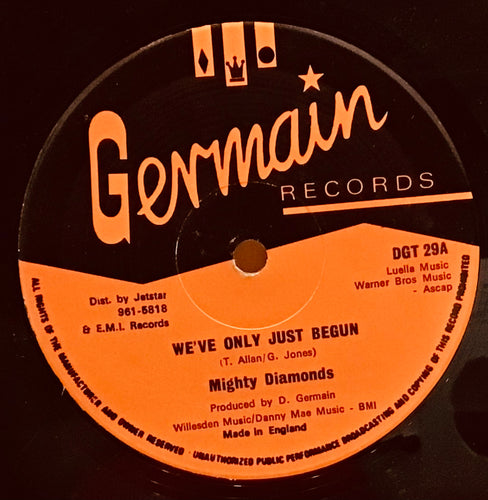 Germain
RECORDS
DGT 29A
Luella Music
Warner Bros Music
- Ascap
Dist. by Jetstar
961-5818
& E.M.I. Records
WE'VE ONLY JUST BEGUN
(T. Allan/G. Jones)
Mighty Diamonds
Produced by D. Germain
Willesden Music/Danny Mae Music - BMI
Made in England
ALL RIGHTS OF THE MANUFACTURER AND OWNER RESERVED - UNAUTHORIZED PUBLIC PERFORMANCE BROADCASTING AND COPYING OF THIS RECORD PROHIBITED